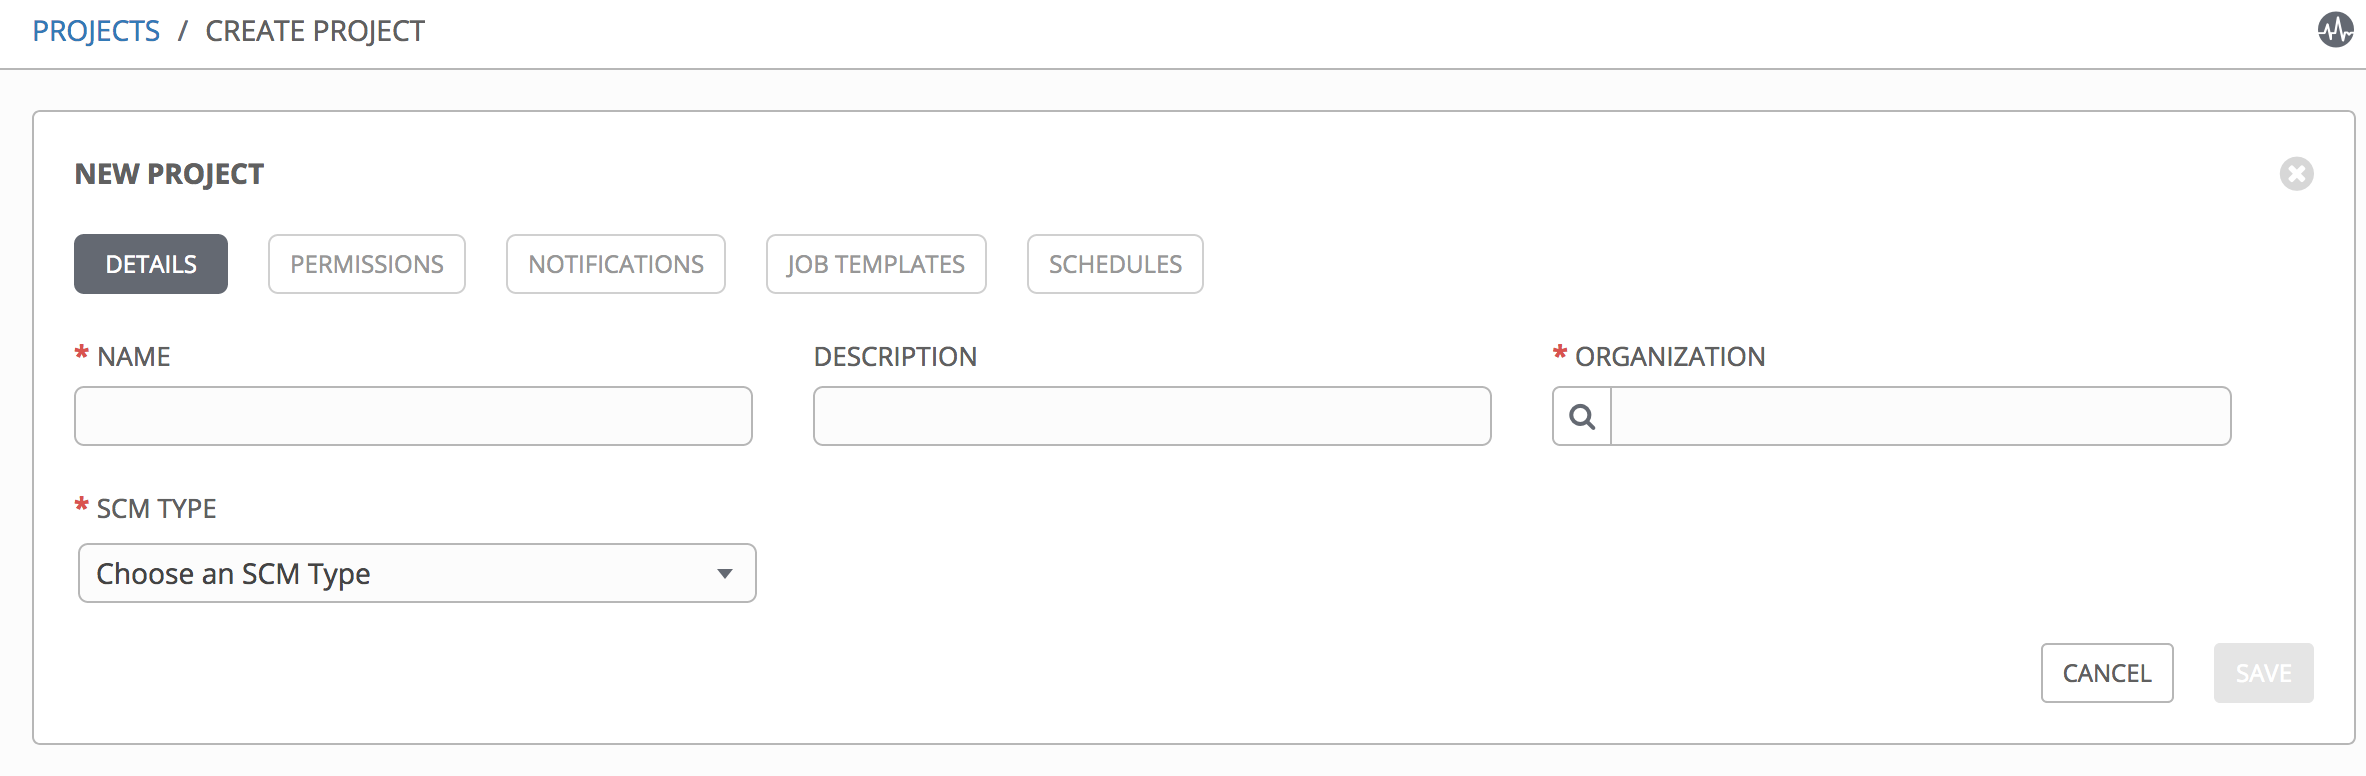 PROJECTS / CREATE PROJECT
NEW PROJECT
DETAILS PERMISSIONS NOTIFICATIONS JOB TEMPLATES SCHEDULES
* NAME DESCRIPTION * ORGANIZATION
* SCM TYPE
Choose an SCM Type
CANCEL SAVE